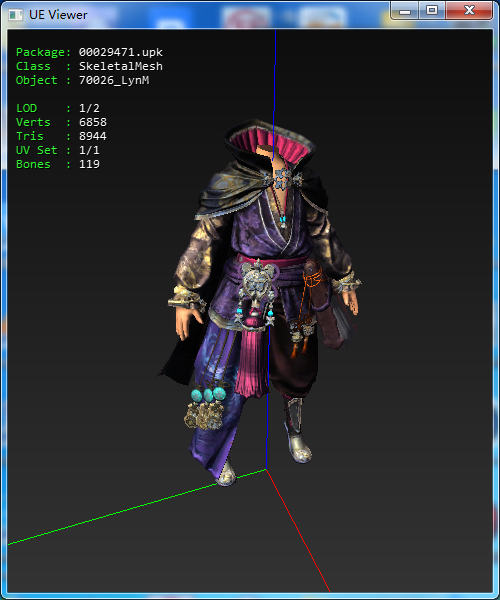 UE Viewer
Package: 00029471.upk
Class : SkeletalMesh
Object : 70026_LynM
LOD : 1/2
Verts : 6858
Tris : 8944
UV Set : 1/1
Bones : 119